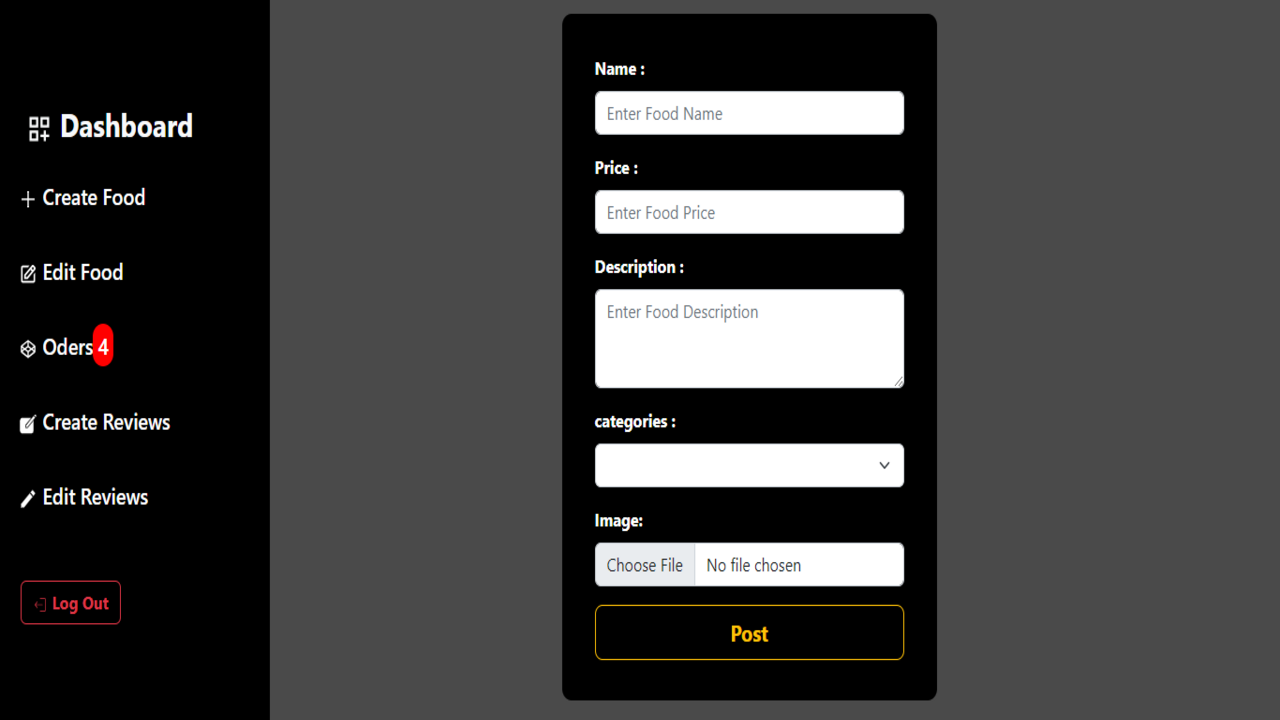 Dashboard
Create Food
Edit Food
Oders 4
Create Reviews
Edit Reviews
Log Out
Name :
Enter Food Name
Price :
Enter Food Price
Description :
Enter Food Description
categories :
Image:
Choose File No file chosen
Post